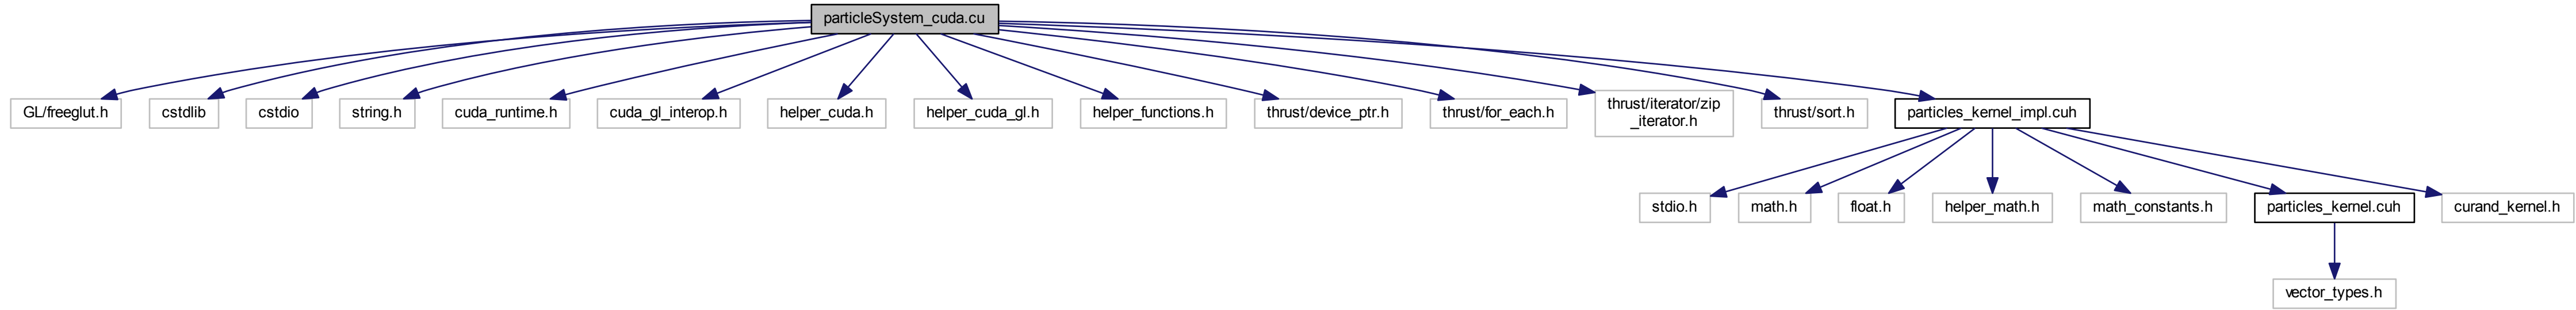 particleSystem_cuda.cu
GL/freeglut.h
cstdlib
cstdio
string.h
cuda_runtime.h
cuda_gl_interop.h
helper_cuda.h
helper_cuda_gl.h
helper_functions.h
thrust/device_ptr.h
thrust/for_each.h
thrust/iterator/zip
_iterator.h
thrust/sort.h
particles_kernel_impl.cuh
stdio.h
math.h
float.h
helper_math.h
math_constants.h
particles_kernel.cuh
curand_kernel.h
vector_types.h